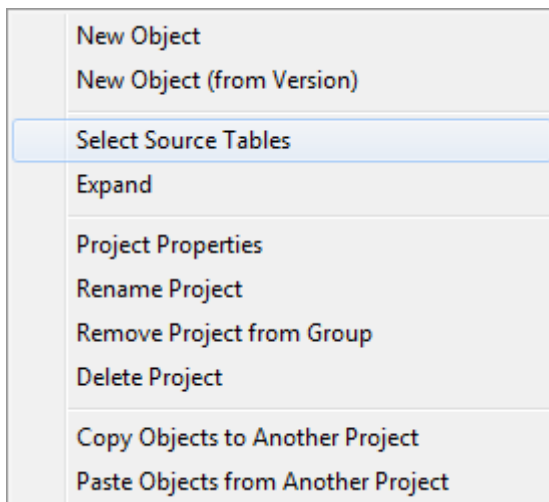 New Object
New Object (from Version)
Select Source Tables
Expand
Project Properties
Rename Project
Remove Project from Group
Delete Project
Copy Objects to Another Project
Paste Objects from Another Project